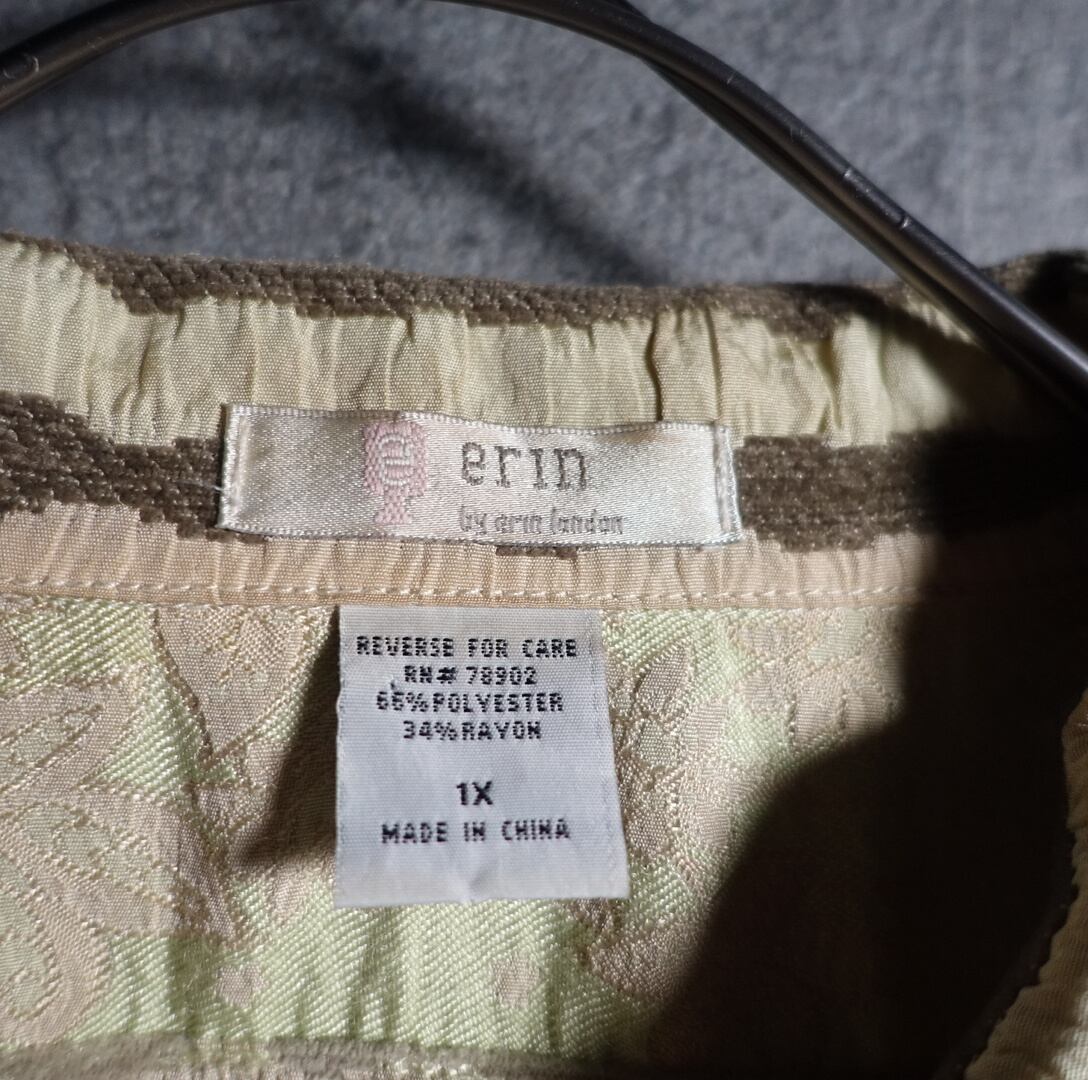 erin
by erin london
REVERSE FOR CARE
RN# 78902
66%POLYESTER
34%RAYON
1X
MADE IN CHINA